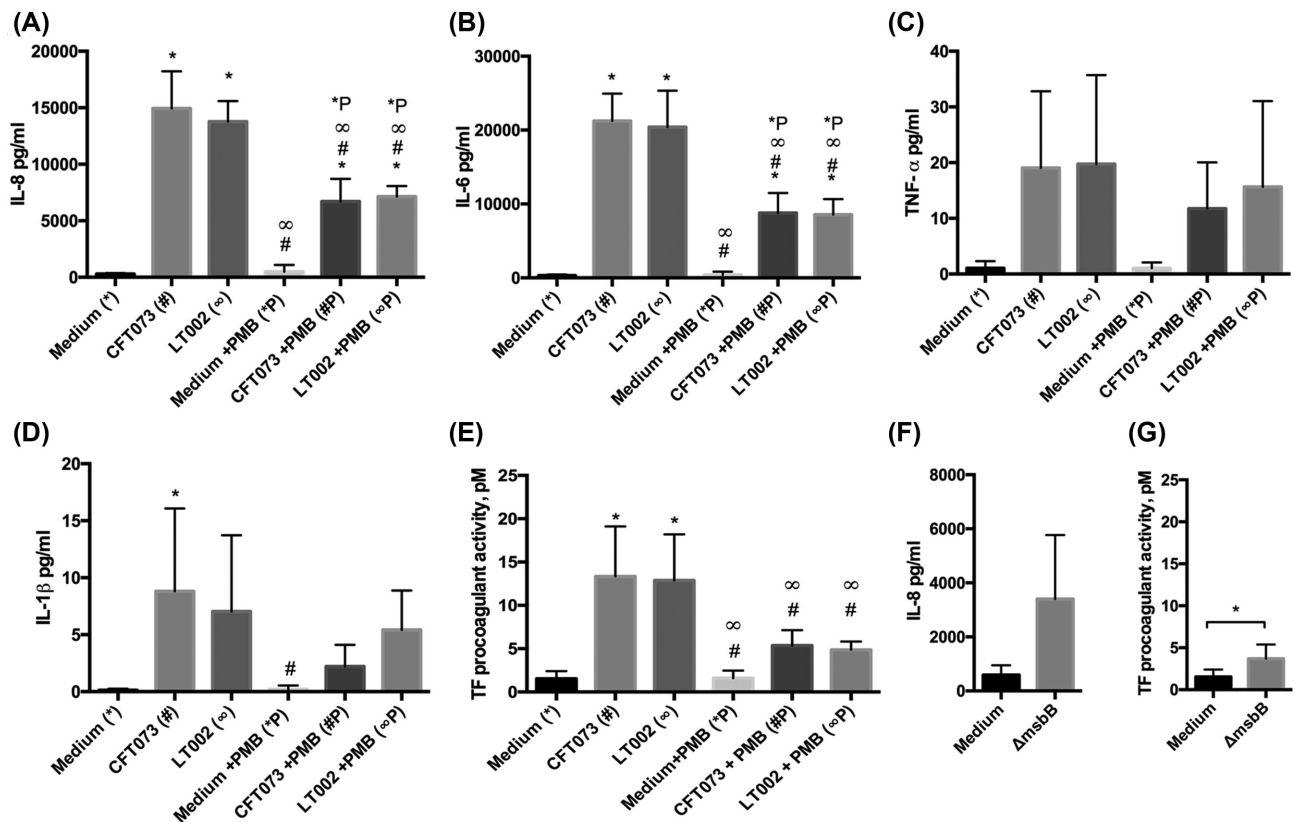 (A)
20000
15000
10000
5000
0
IL-8 pg/ml
*
*
∞
#
*P
∞
#
*
*P
∞
#
*
Medium (*)
CFT073 (#)
LT002 (∞)
Medium +PMB (*P)
CFT073 +PMB (#P)
LT002 +PMB (∞P)
(B)
30000
20000
10000
0
IL-6 pg/ml
*
*
∞
#
*P
∞
#
*
*P
∞
#
*
Medium (*)
CFT073 (#)
LT002 (∞)
Medium +PMB (*P)
CFT073 +PMB (#P)
LT002 +PMB (∞P)
(C)
40
30
20
10
0
TNF- α pg/ml
Medium (*)
CFT073 (#)
LT002 (∞)
Medium +PMB (*P)
CFT073 +PMB (#P)
LT002 +PMB (∞P)
(D)
20
15
10
5
0
IL-1β pg/ml
*
#
Medium (*)
CFT073 (#)
LT002 (∞)
Medium +PMB (*P)
CFT073 +PMB (#P)
LT002 +PMB (∞P)
(E)
25
20
15
10
5
0
TF procoagulant activity, pM
*
*
∞
#
∞
#
∞
#
Medium (*)
CFT073 (#)
LT002 (∞)
Medium+PMB (*P)
CFT073 + PMB (#P)
LT002 + PMB (∞P)
(F)
8000
6000
4000
2000
0
IL-8 pg/ml
Medium
ΔmsbB
(G)
25
20
15
10
5
0
TF procoagulant activity, pM
*
Medium
ΔmsbB